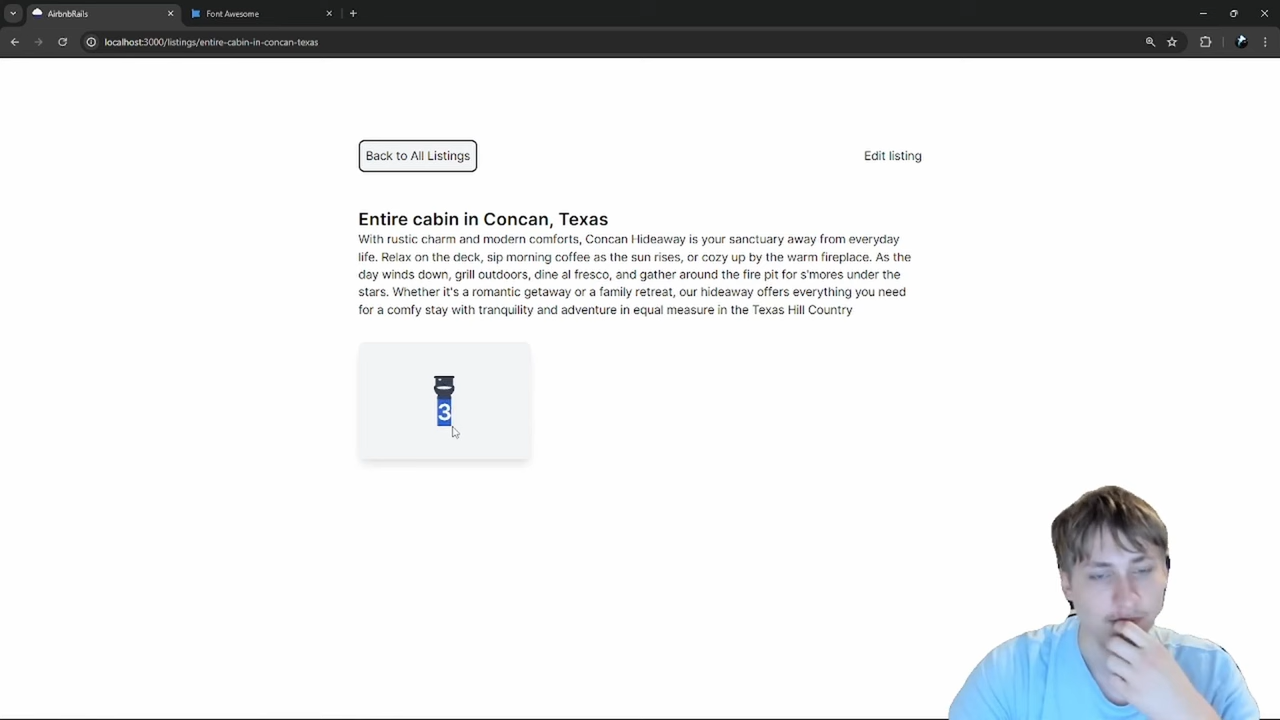 AirbnbRails
Font Awesome
localhost:3000/listings/entire-cabin-in-concan-texas
Back to All Listings
Edit listing
Entire cabin in Concan, Texas
With rustic charm and modern comforts, Concan Hideaway is your sanctuary away from everyday
life. Relax on the deck, sip morning coffee as the sun rises, or cozy up by the warm fireplace. As the
day winds down, grill outdoors, dine al fresco, and gather around the fire pit for s'mores under the
stars. Whether it's a romantic getaway or a family retreat, our hideaway offers everything you need
for a comfy stay with tranquility and adventure in equal measure in the Texas Hill Country
3